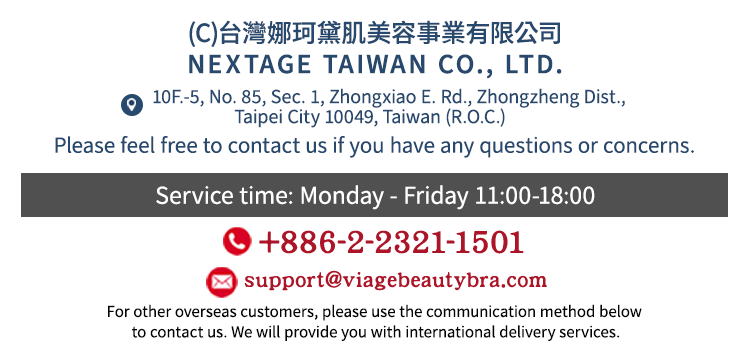 (C)台灣娜珂黛肌美容事業有限公司
NEXTAGE TAIWAN CO., LTD.
10F.-5, No. 85, Sec. 1, Zhongxiao E. Rd., Zhongzheng Dist.,
Taipei City 10049, Taiwan (R.O.C.)
Please feel free to contact us if you have any questions or concerns.
Service time: Monday - Friday 11:00-18:00
+886-2-2321-1501
support@viagebeautybra.com
For other overseas customers, please use the communication method below
to contact us. We will provide you with international delivery services.